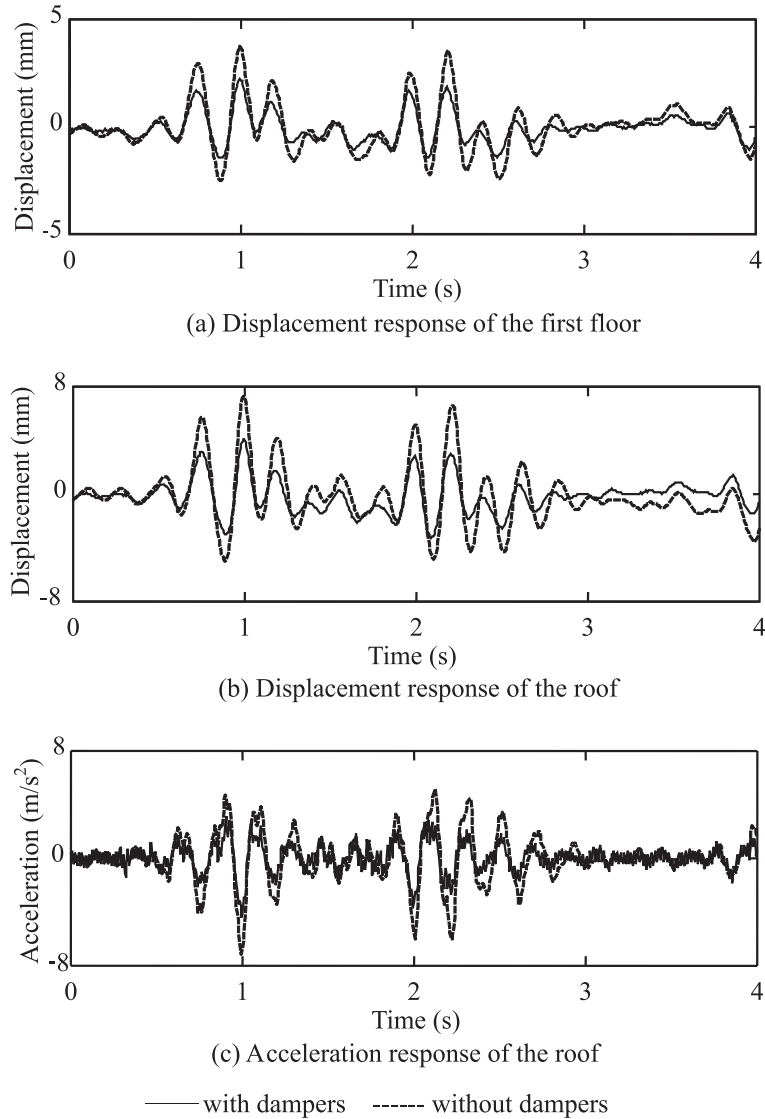 5
Displacement (mm)
0
-5
0 1 2 3 4
Time (s)
(a) Displacement response of the first floor
8
Displacement (mm)
0
-8
0 1 2 3 4
Time (s)
(b) Displacement response of the roof
8
Acceleration (m/s²)
0
-8
0 1 2 3 4
Time (s)
(c) Acceleration response of the roof
with dampers without dampers